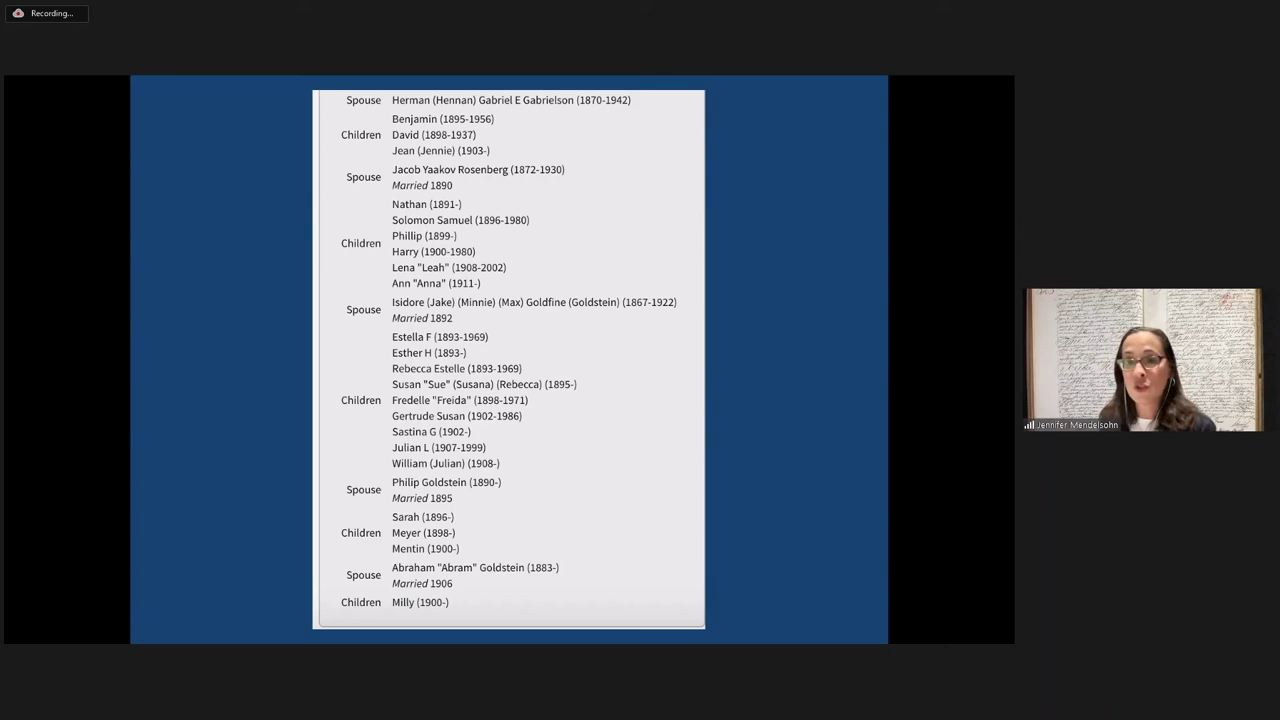 Recording...
Spouse Herman (Hennan) Gabriel E Gabrielson (1870-1942)
Benjamin (1895-1956)
Children David (1898-1937)
Jean (Jennie) (1903-)
Jacob Yaakov Rosenberg (1872-1930)
Spouse
Married 1890
Nathan (1891-)
Solomon Samuel (1896-1980)
Phillip (1899-)
Children
Harry (1900-1980)
Lena "Leah" (1908-2002)
Ann "Anna" (1911-)
Isidore (Jake) (Minnie) (Max) Goldfine (Goldstein) (1867-1922)
Spouse
Married 1892
Estella F (1893-1969)
Esther H (1893-)
Rebecca Estelle (1893-1969)
Susan "Sue" (Susana) (Rebecca) (1895-)
Children Fredelle "Freida" (1898-1971)
Gertrude Susan (1902-1986)
Sastina G (1902-)
Julian L (1907-1999)
William (Julian) (1908-)
Philip Goldstein (1890-)
Spouse
Married 1895
Sarah (1896-)
Children Meyer (1898-)
Mentin (1900-)
Abraham "Abram" Goldstein (1883-)
Spouse
Married 1906
Children Milly (1900-)
Jennifer Mendelsohn